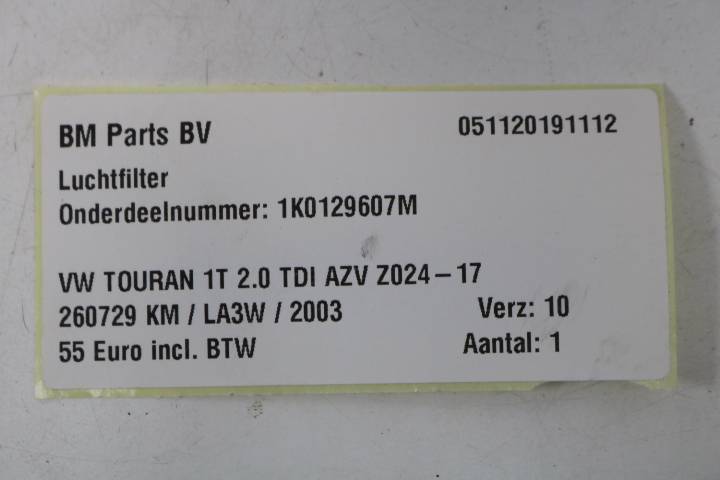 BM Parts BV 051120191112
Luchtfilter
Onderdeelnummer: 1K0129607M
VW TOURAN 1T 2.0 TDI AZV Z024-17
260729 KM / LA3W / 2003 Verz: 10
55 Euro incl. BTW Aantal: 1